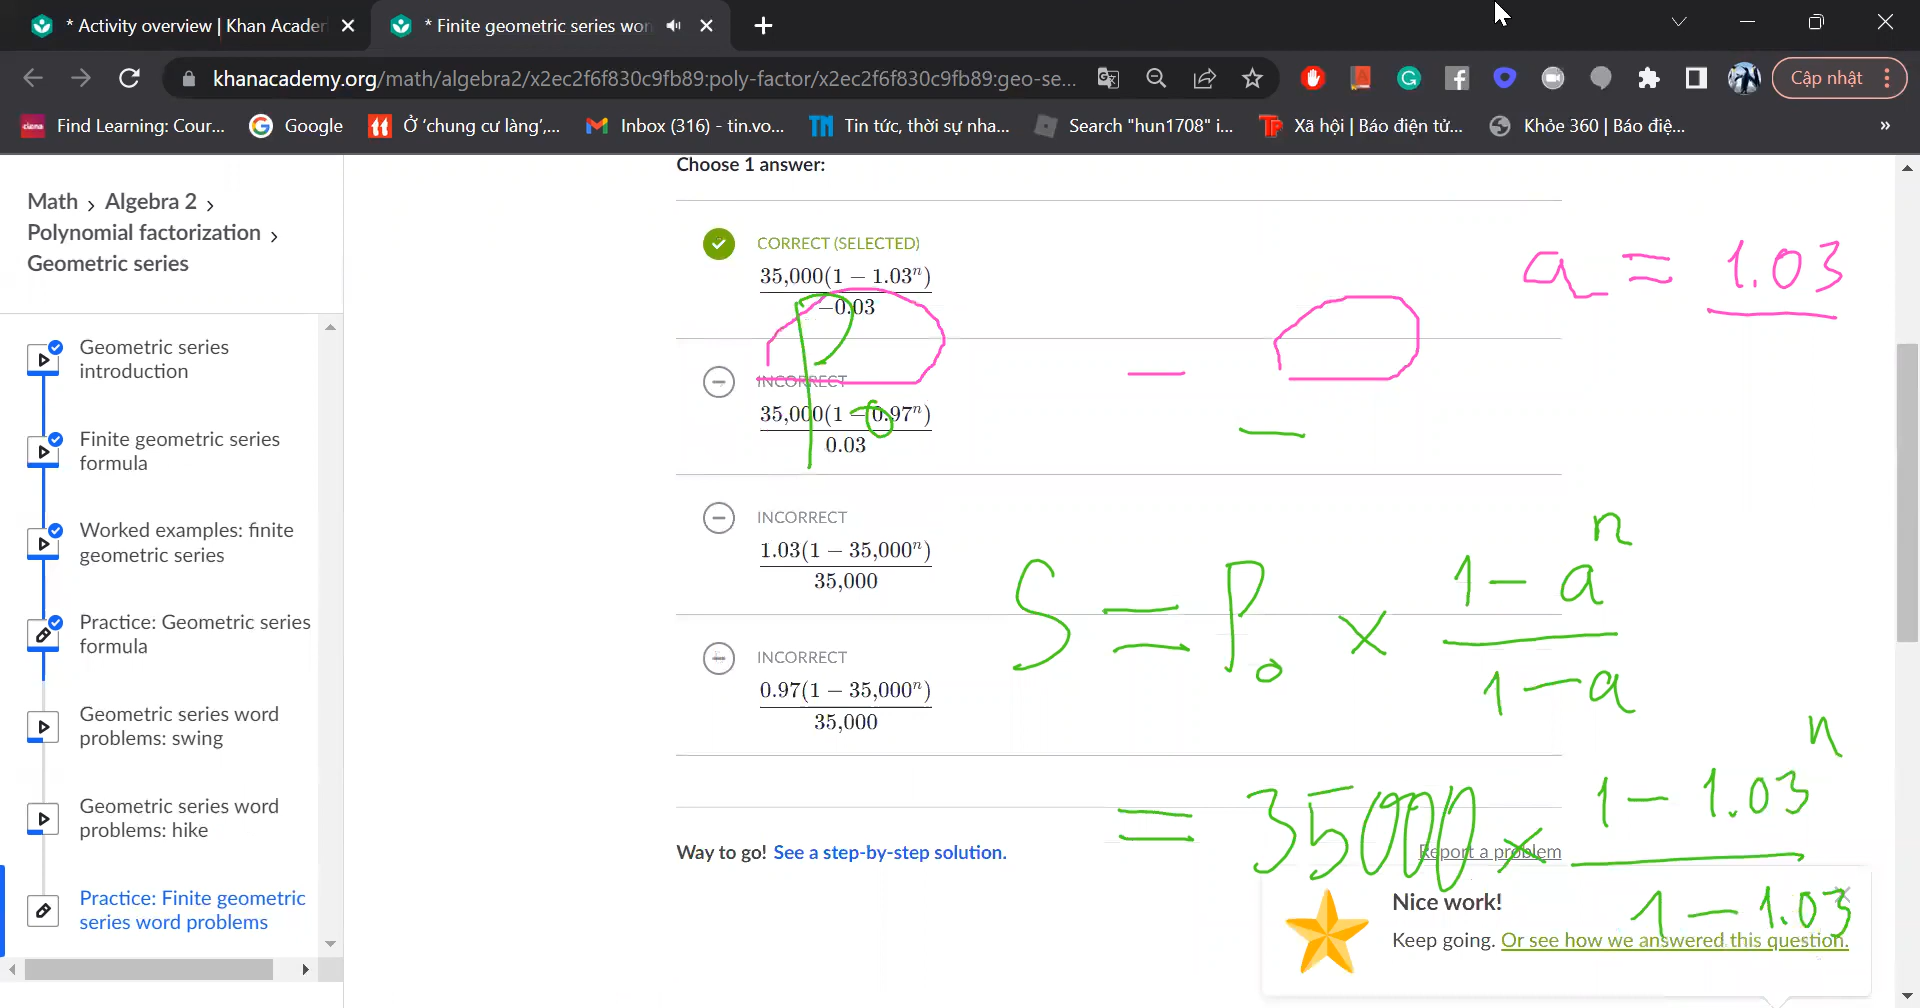 * Activity overview | Khan Acader
* Finite geometric series wor
khanacademy.org/math/algebra2/x2ec2f6f830c9fb89:poly-factor/x2ec2f6f830c9fb89:geo-se...
Cập nhật
ciena Find Learning: Cour...
Google
Ở 'chung cư làng',...
Inbox (316) - tin.vo...
Tin tức, thời sự nha...
Search "hun1708" i...
Xã hội | Báo điện tử...
Khỏe 360 | Báo điệ...
»
Math > Algebra 2 >
Polynomial factorization >
Geometric series
Geometric series
introduction
Finite geometric series
formula
Worked examples: finite
geometric series
Practice: Geometric series
formula
Geometric series word
problems: swing
Geometric series word
problems: hike
Practice: Finite geometric
series word problems
Choose 1 answer:
CORRECT (SELECTED)
35,000(1 − 1.03ⁿ)
−0.03
INCORRECT
35,000(1 − 0.97ⁿ)
0.03
INCORRECT
1.03(1 − 35,000ⁿ)
35,000
INCORRECT
0.97(1 − 35,000ⁿ)
35,000
a = 1.03
P₀
S = P₀ × 1 − aⁿ
1 − a
= 35000 × 1 − 1.03ⁿ
1 − 1.03
Way to go! See a step-by-step solution.
Report a problem
Nice work!
Keep going. Or see how we answered this question.